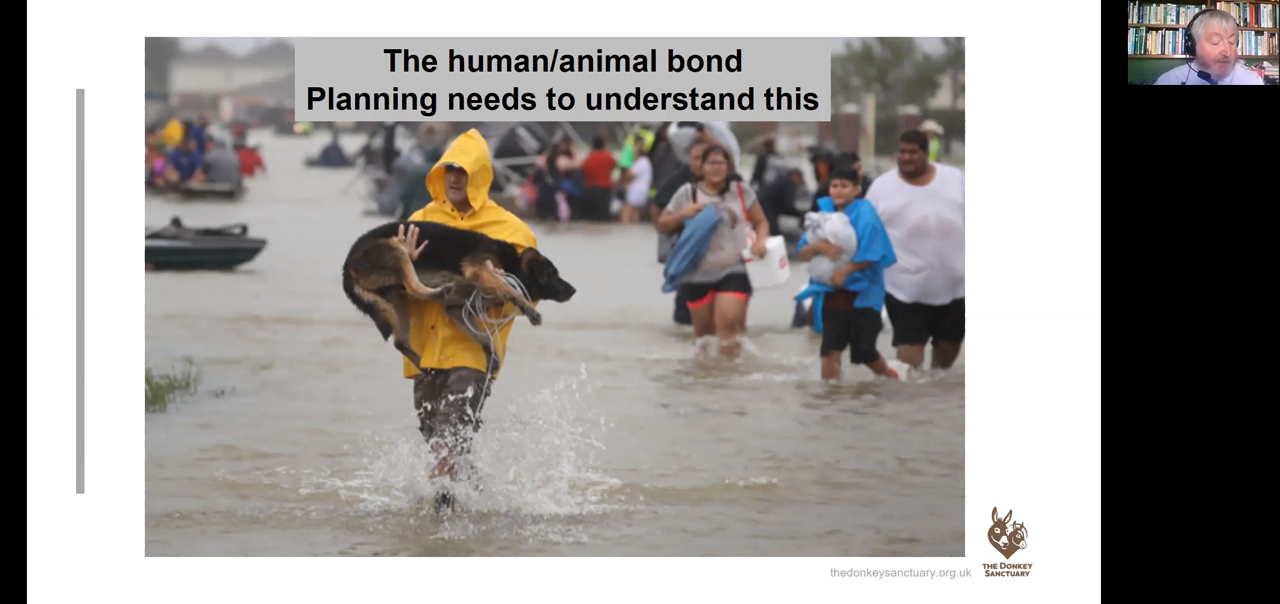 The human/animal bond
Planning needs to understand this
thedonkeysanctuary.org.uk
THE DONKEY
SANCTUARY